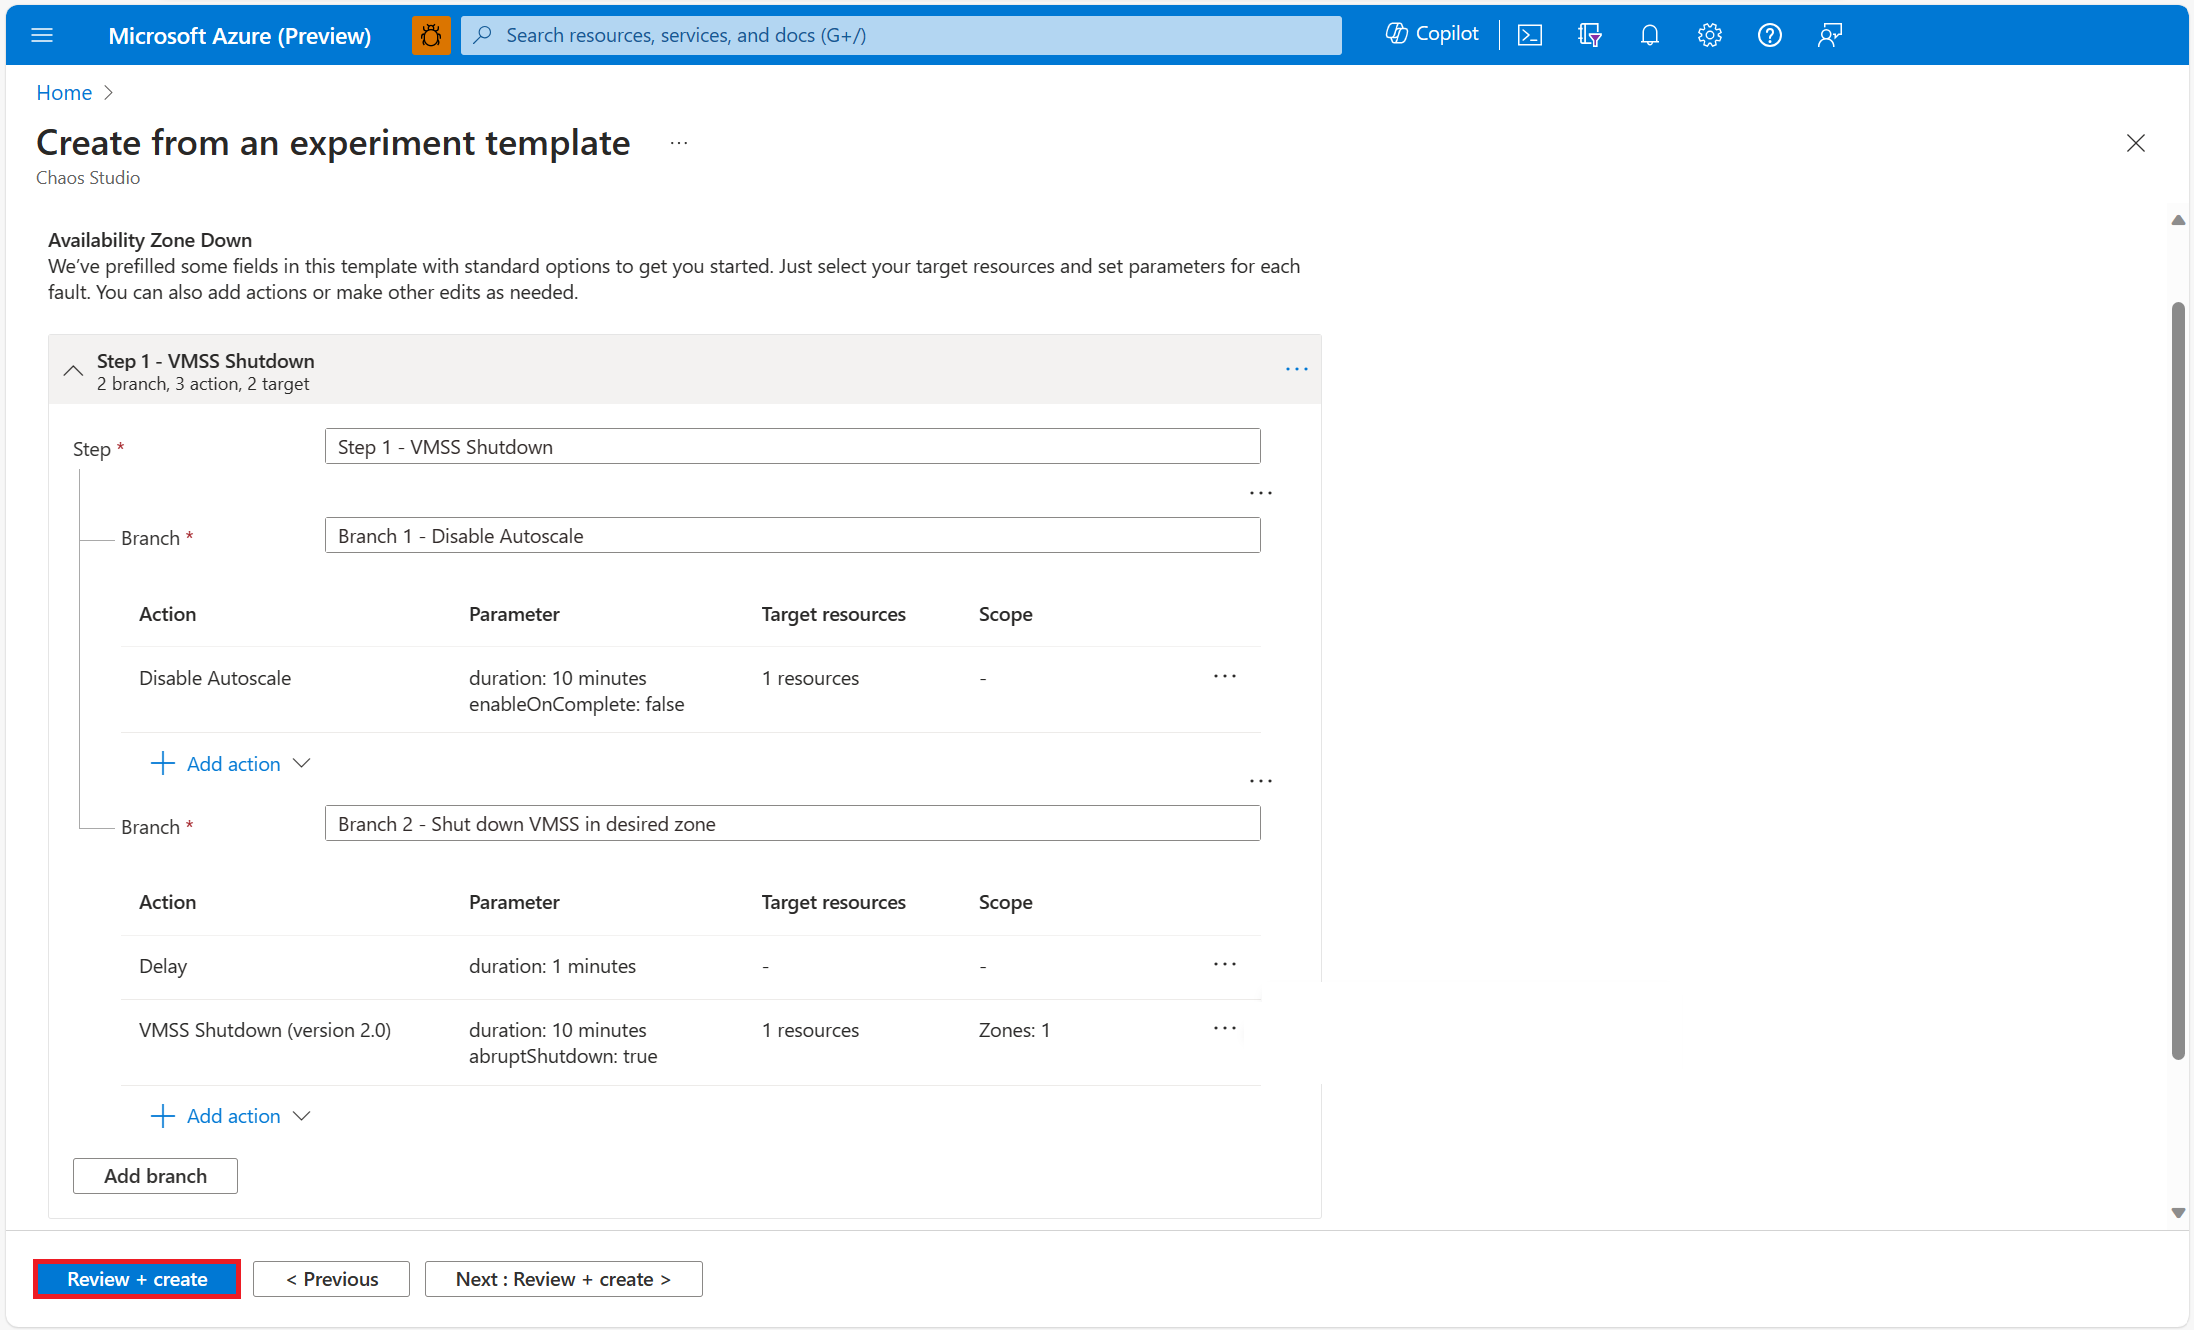 Microsoft Azure (Preview)
Search resources, services, and docs (G+/)
Copilot
Home
Create from an experiment template
Chaos Studio
Availability Zone Down
We've prefilled some fields in this template with standard options to get you started. Just select your target resources and set parameters for each
fault. You can also add actions or make other edits as needed.
Step 1 - VMSS Shutdown
2 branch, 3 action, 2 target
Step *
Step 1 - VMSS Shutdown
Branch *
Branch 1 - Disable Autoscale
Action Parameter Target resources Scope
Disable Autoscale duration: 10 minutes 1 resources -
enableOnComplete: false
Add action
Branch *
Branch 2 - Shut down VMSS in desired zone
Action Parameter Target resources Scope
Delay duration: 1 minutes - -
VMSS Shutdown (version 2.0) duration: 10 minutes 1 resources Zones: 1
abruptShutdown: true
Add action
Add branch
Review + create
< Previous
Next : Review + create >